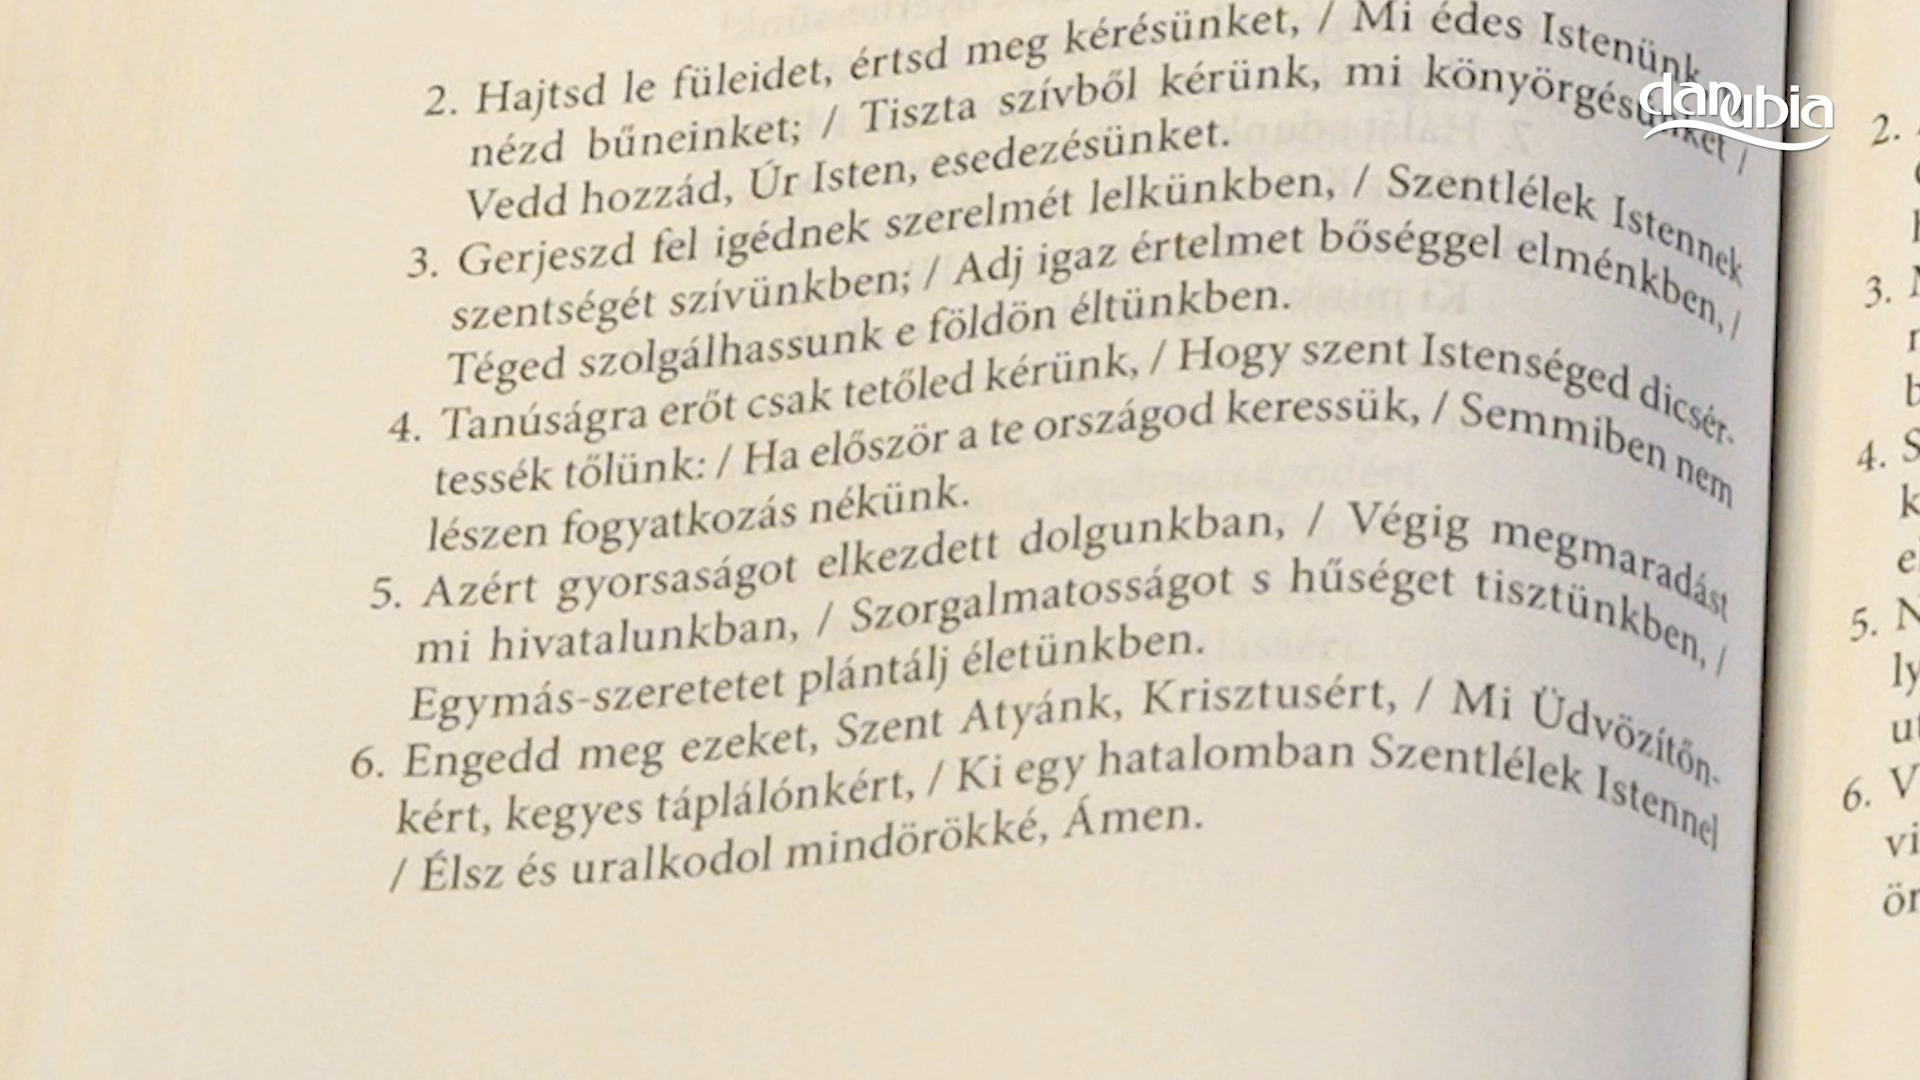 2. Hajtsd le füleidet, értsd meg kérésünket, / Mi édes Istenünk
nézd bűneinket; / Tiszta szívből kérünk, mi könyörgésünket /
Vedd hozzád, Úr Isten, esedezésünket.
3. Gerjeszd fel igédnek szerelmét lelkünkben, / Szentlélek Istennek
szentségét szívünkben; / Adj igaz értelmet bőséggel elménkben, /
Téged szolgálhassunk e földön éltünkben.
4. Tanúságra erőt csak tetőled kérünk, / Hogy szent Istenséged dicsér-
tessék tőlünk: / Ha először a te országod keressük, / Semmiben nem
lészen fogyatkozás nékünk.
5. Azért gyorsaságot elkezdett dolgunkban, / Végig megmaradást
mi hivatalunkban, / Szorgalmatosságot s hűséget tisztünkben, /
Egymás-szeretetet plántálj életünkben.
6. Engedd meg ezeket, Szent Atyánk, Krisztusért, / Mi Üdvözítőn-
kért, kegyes táplálónkért, / Ki egy hatalomban Szentlélek Istennel
/ Élsz és uralkodol mindörökké, Ámen.
danubia
2.
3.
4. S
k
5. N
ly
6. V
vi
ör